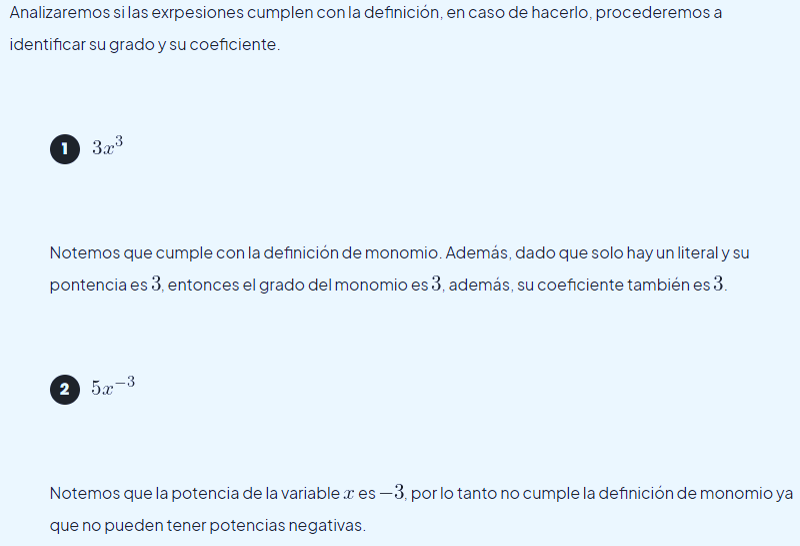 Analizaremos si las exrpesiones cumplen con la definición, en caso de hacerlo, procederemos a
identificar su grado y su coeficiente.
1 3x³
Notemos que cumple con la definición de monomio. Además, dado que solo hay un literal y su
pontencia es 3, entonces el grado del monomio es 3, además, su coeficiente también es 3.
2 5x⁻³
Notemos que la potencia de la variable x es −3, por lo tanto no cumple la definición de monomio ya
que no pueden tener potencias negativas.